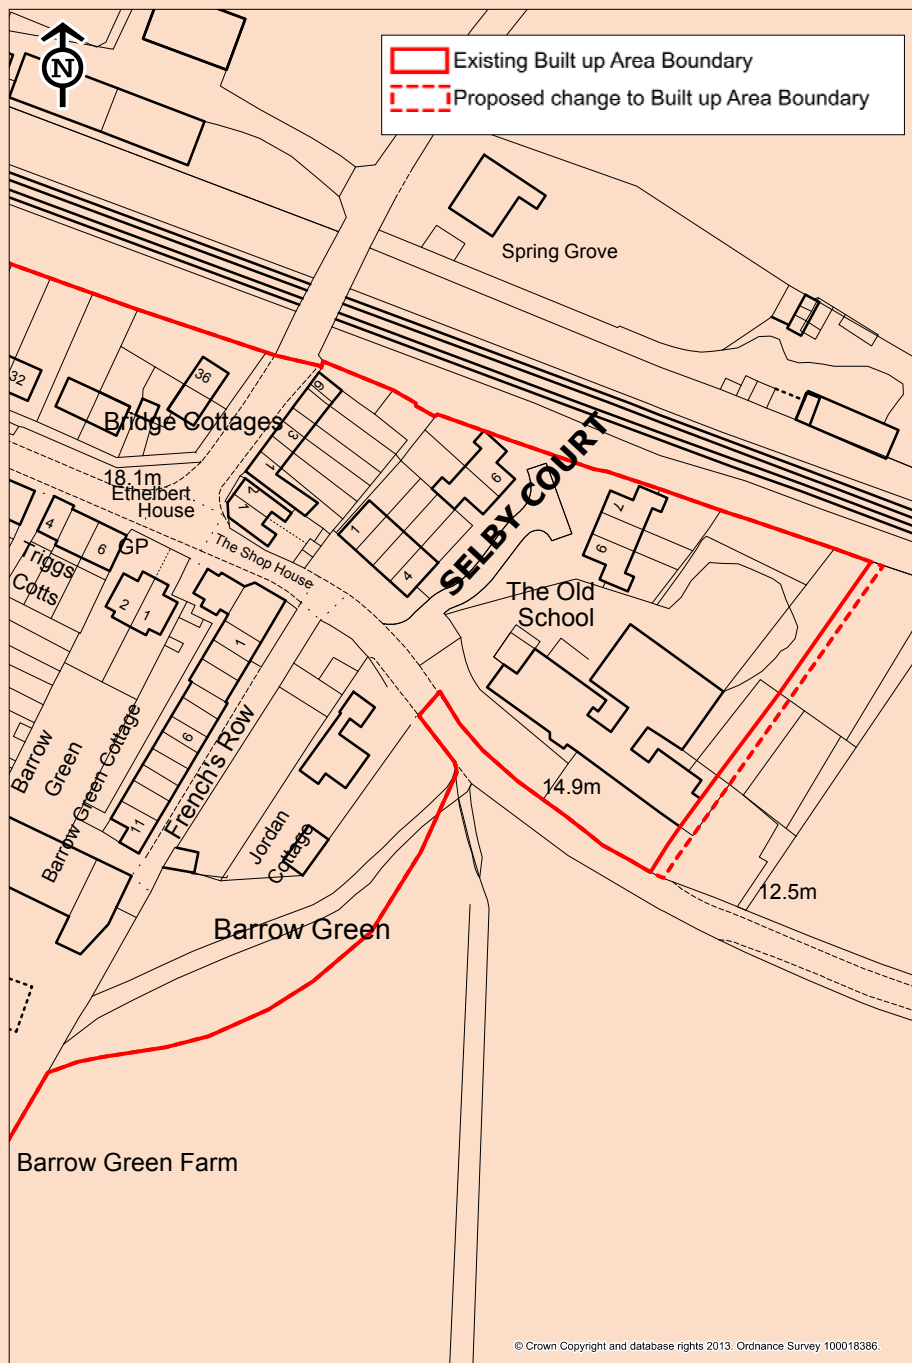 N
Existing Built up Area Boundary
Proposed change to Built up Area Boundary
Spring Grove
32
36
9
3
1
Bridge Cottages
18.1m
Ethelbert
House
2
7
1
4
6
SELBY COURT
7
9
4
6
GP
The Shop House
Triggs
Cotts
2
1
The Old
School
1
6
11
French's Row
Barrow
Green
Barrow Green Cottage
Jordan
Cottage
14.9m
12.5m
Barrow Green
Barrow Green Farm
© Crown Copyright and database rights 2013. Ordnance Survey 100018386.